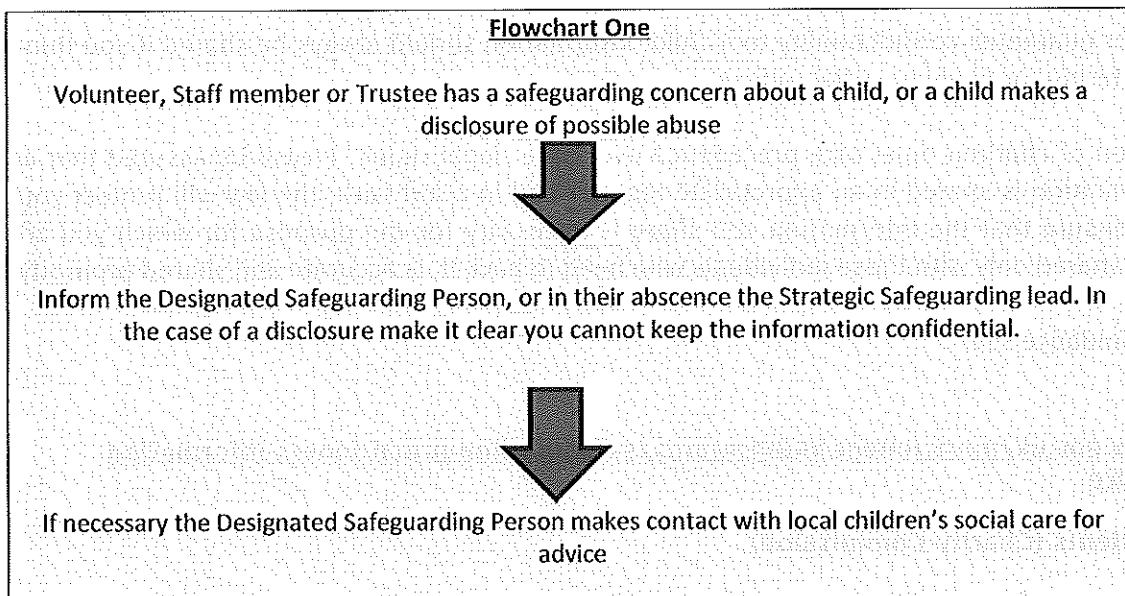 Flowchart One
Volunteer, Staff member or Trustee has a safeguarding concern about a child, or a child makes a
disclosure of possible abuse
Inform the Designated Safeguarding Person, or in their abscence the Strategic Safeguarding lead. In
the case of a disclosure make it clear you cannot keep the information confidential.
If necessary the Designated Safeguarding Person makes contact with local children's social care for
advice